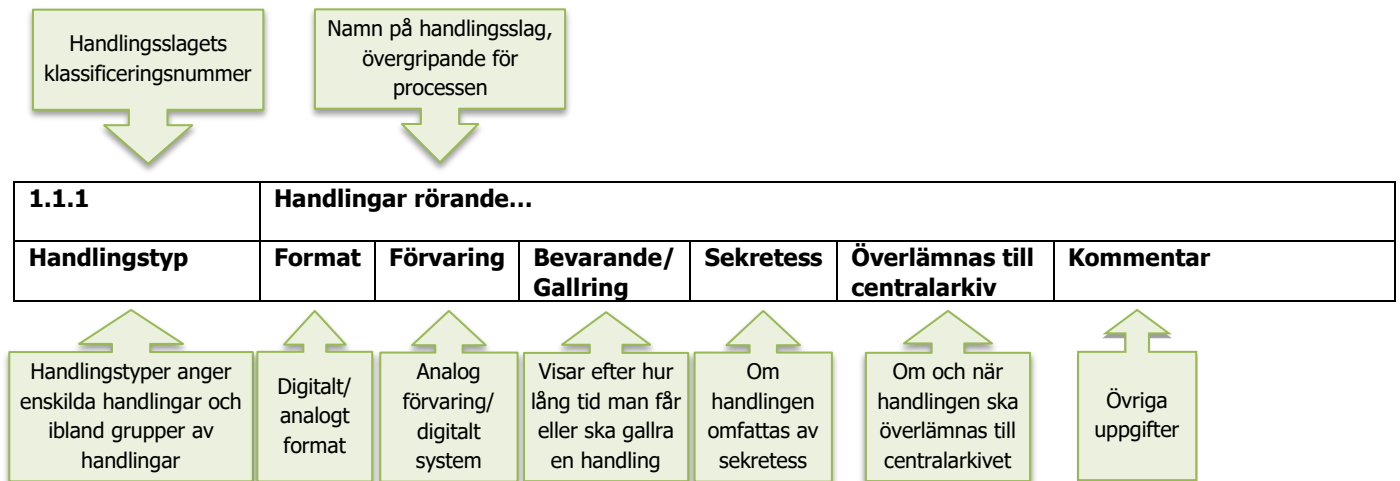 Handlingsslagets
klassificeringsnummer
Namn på handlingsslag,
övergripande för
processen
1.1.1
Handlingar rörande…
Handlingstyp
Format
Förvaring
Bevarande/
Gallring
Sekretess
Överlämnas till
centralarkiv
Kommentar
Handlingstyper anger
enskilda handlingar och
ibland grupper av
handlingar
Digitalt/
analogt
format
Analog
förvaring/
digitalt
system
Visar efter hur
lång tid man får
eller ska gallra
en handling
Om
handlingen
omfattas av
sekretess
Om och när
handlingen ska
överlämnas till
centralarkivet
Övriga
uppgifter